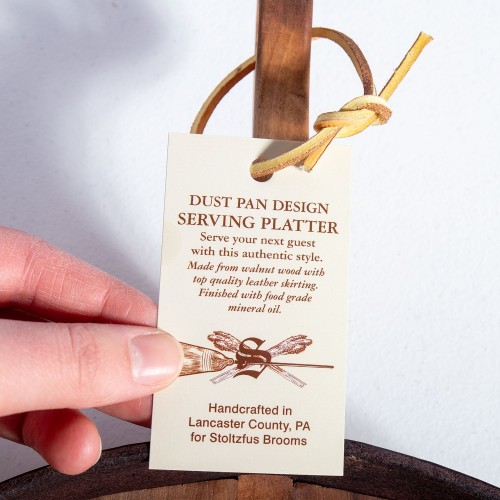 DUST PAN DESIGN
SERVING PLATTER
Serve your next guest
with this authentic style.
Made from walnut wood with
top quality leather skirting.
Finished with food grade
mineral oil.
S
Handcrafted in
Lancaster County, PA
for Stoltzfus Brooms